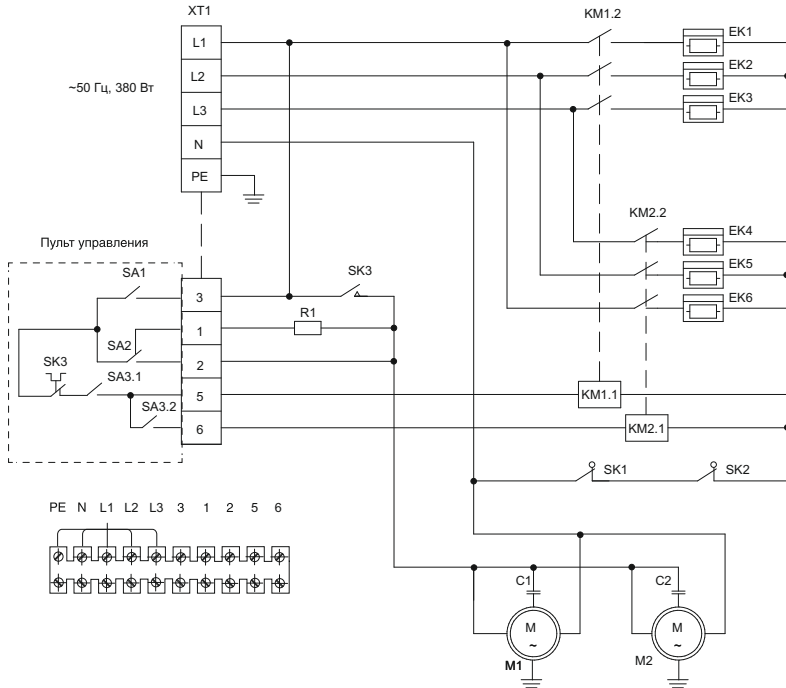 XT1
KM1.2
L1
EK1
L2
EK2
~50 Гц, 380 Вт
L3
EK3
N
PE
KM2.2
EK4
Пульт управления
EK5
SA1
SK3
3
EK6
R1
1
SA2
2
SK3
SA3.1
5
KM1.1
SA3.2
6
KM2.1
SK1
SK2
PE N L1 L2 L3 3 1 2 5 6
C1
C2
M
~
M
~
M1
M2